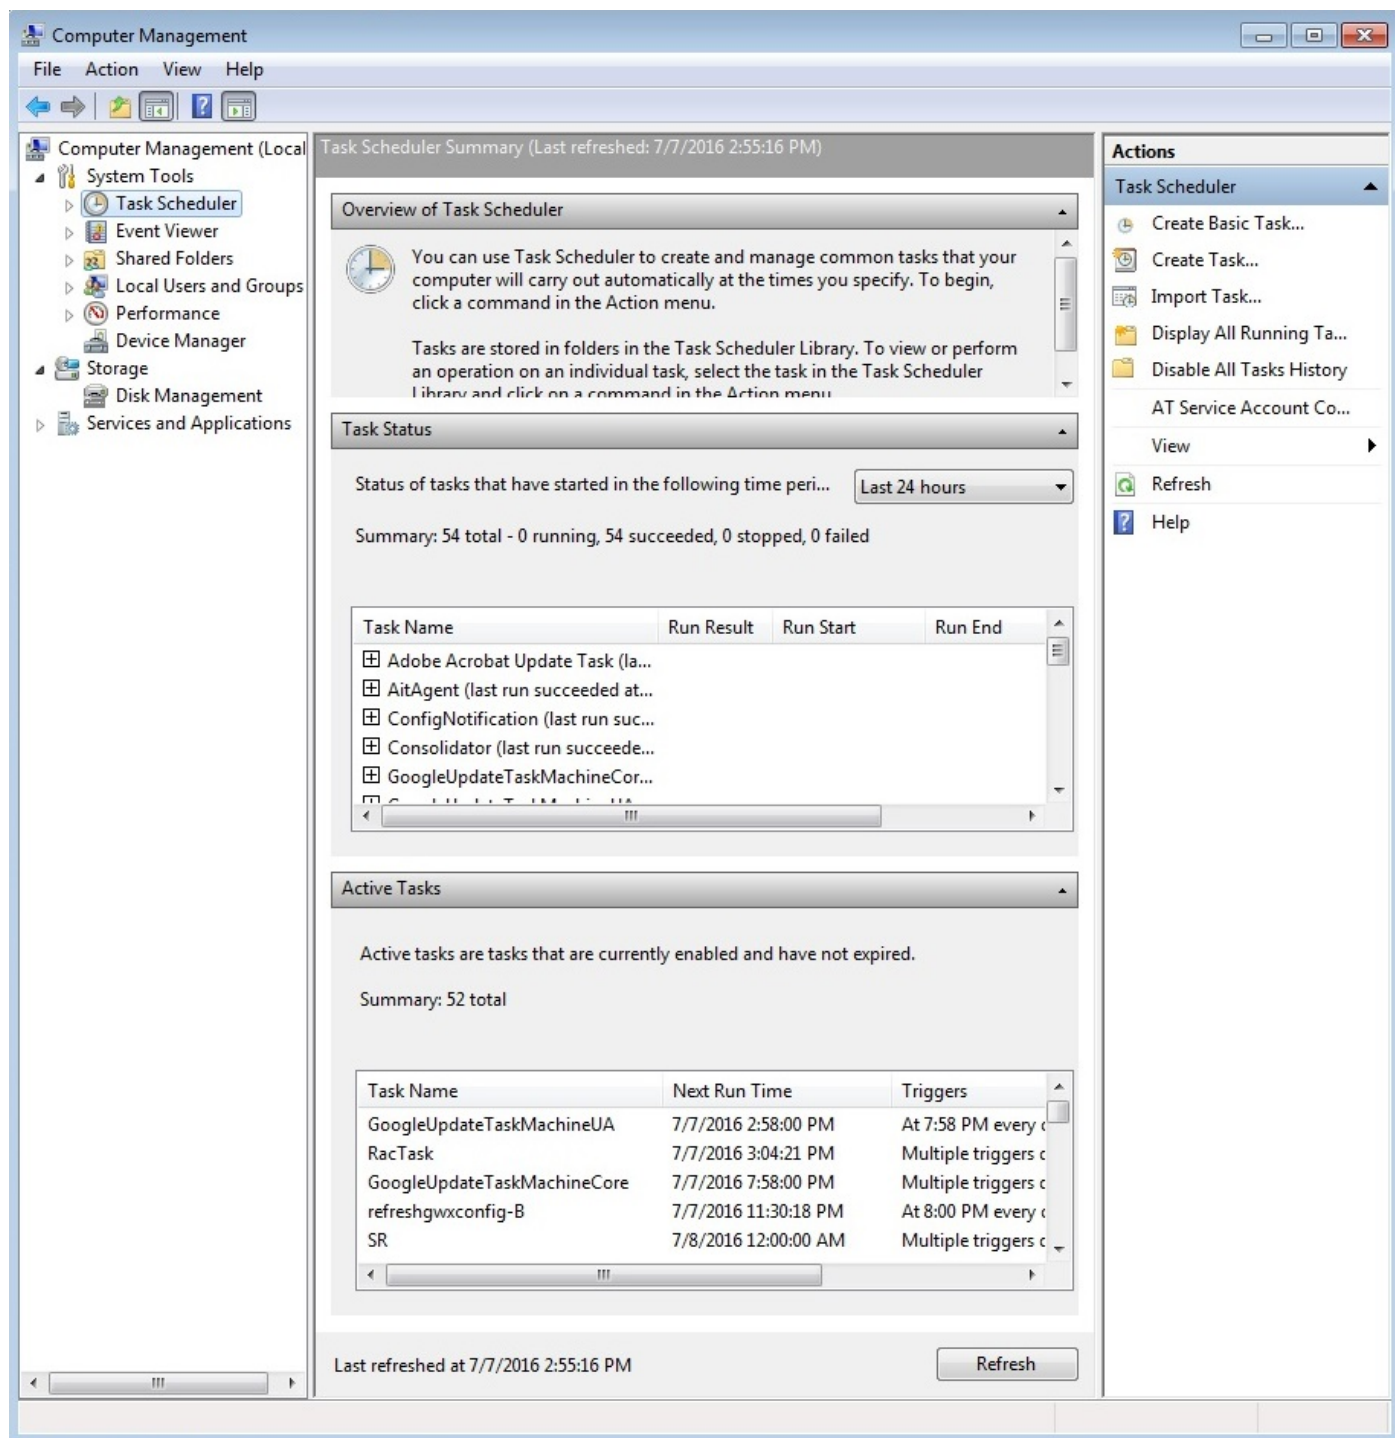 Computer Management
File Action View Help
Computer Management (Local
System Tools
Task Scheduler
Event Viewer
Shared Folders
Local Users and Groups
Performance
Device Manager
Storage
Disk Management
Services and Applications
Task Scheduler Summary (Last refreshed: 7/7/2016 2:55:16 PM)
Overview of Task Scheduler
You can use Task Scheduler to create and manage common tasks that your
computer will carry out automatically at the times you specify. To begin,
click a command in the Action menu.
Tasks are stored in folders in the Task Scheduler Library. To view or perform
an operation on an individual task, select the task in the Task Scheduler
Library and click on a command in the Action menu.
Task Status
Status of tasks that have started in the following time peri... Last 24 hours
Summary: 54 total - 0 running, 54 succeeded, 0 stopped, 0 failed
Task Name Run Result Run Start Run End
Adobe Acrobat Update Task (la...
AitAgent (last run succeeded at...
ConfigNotification (last run suc...
Consolidator (last run succeede...
GoogleUpdateTaskMachineCor...
Active Tasks
Active tasks are tasks that are currently enabled and have not expired.
Summary: 52 total
Task Name Next Run Time Triggers
GoogleUpdateTaskMachineUA 7/7/2016 2:58:00 PM At 7:58 PM every
RacTask 7/7/2016 3:04:21 PM Multiple triggers
GoogleUpdateTaskMachineCore 7/7/2016 7:58:00 PM Multiple triggers
refreshgwxconfig-B 7/7/2016 11:30:18 PM At 8:00 PM every
SR 7/8/2016 12:00:00 AM Multiple triggers
Last refreshed at 7/7/2016 2:55:16 PM Refresh
Actions
Task Scheduler
Create Basic Task...
Create Task...
Import Task...
Display All Running Ta...
Disable All Tasks History
AT Service Account Co...
View
Refresh
Help